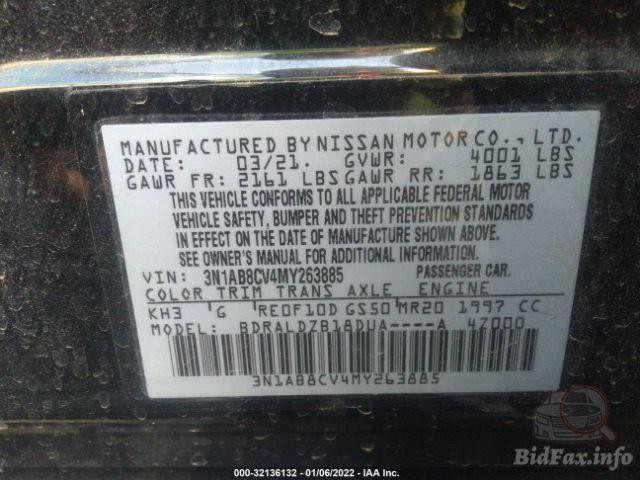 MANUFACTURED BY NISSAN MOTOR CO., LTD.
DATE: 03/21. GVWR: 4001 LBS
GAWR FR: 2161 LBS GAWR RR: 1863 LBS
THIS VEHICLE CONFORMS TO ALL APPLICABLE FEDERAL MOTOR
VEHICLE SAFETY, BUMPER AND THEFT PREVENTION STANDARDS
IN EFFECT ON THE DATE OF MANUFACTURE SHOWN ABOVE.
SEE OWNER'S MANUAL FOR ADDITIONAL INFORMATION.
VIN: 3N1AB8CV4MY263885 PASSENGER CAR.
COLOR TRIM TRANS AXLE ENGINE
KH3 'G REOF10D GS50 MR20 1997 CC
MODEL: BDRALDZB18DUA----A 4Z000
3N1AB8CV4MY263885
000-32136132 - 01/06/2022 - IAA Inc.
BidFax.info